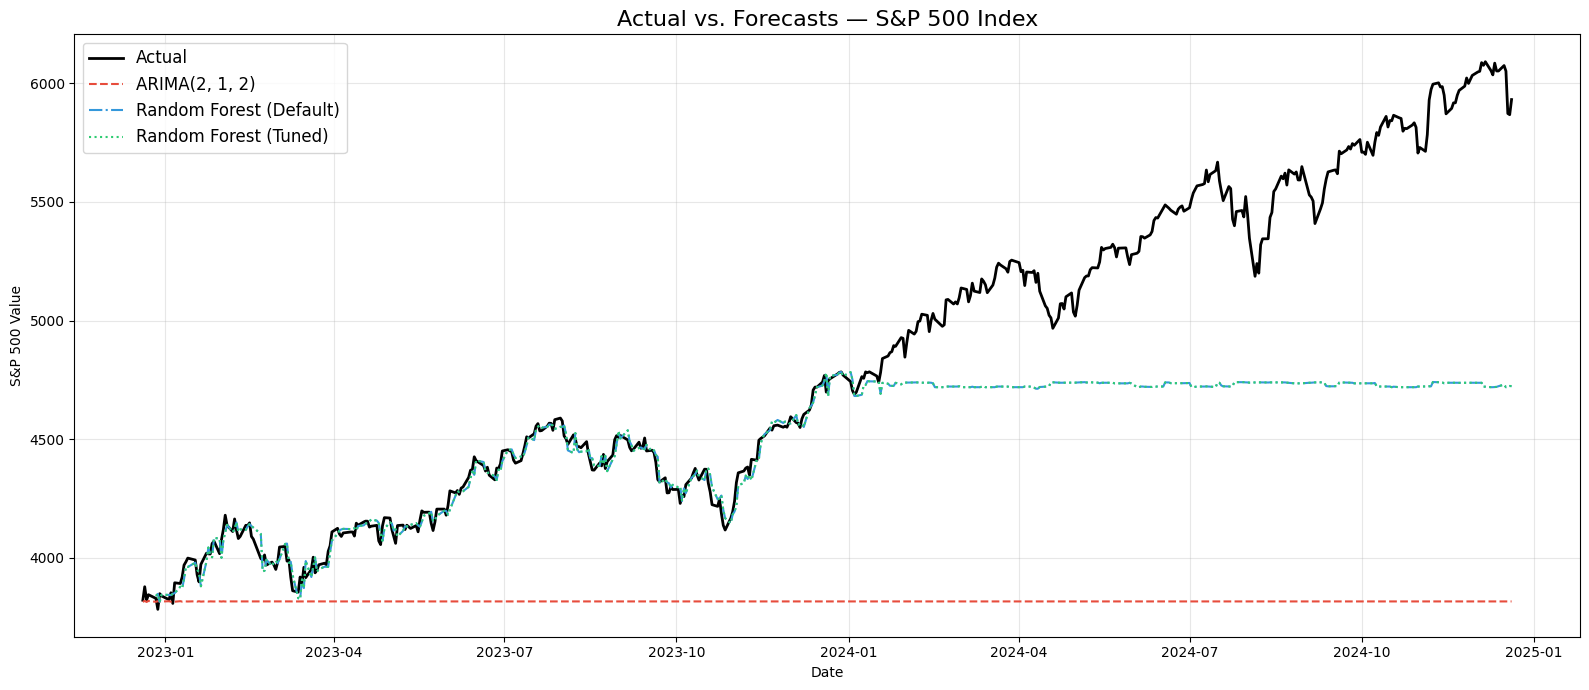 Actual vs. Forecasts — S&P 500 Index
Actual
ARIMA(2, 1, 2)
Random Forest (Default)
Random Forest (Tuned)
S&P 500 Value
6000
5500
5000
4500
4000
2023-01
2023-04
2023-07
2023-10
2024-01
2024-04
2024-07
2024-10
2025-01
Date